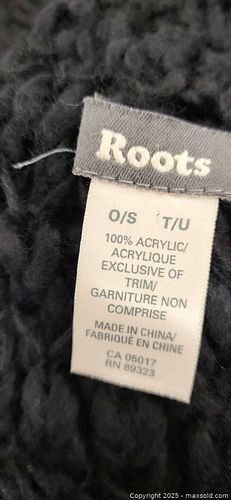 Roots
O/S T/U
100% ACRYLIC/
ACRYLIQUE
EXCLUSIVE OF
TRIM/
GARNITURE NON
COMPRISE
MADE IN CHINA/
FABRIQUÉ EN CHINE
CA 05017
RN 89323
Copyright 2025 - maxsold.com